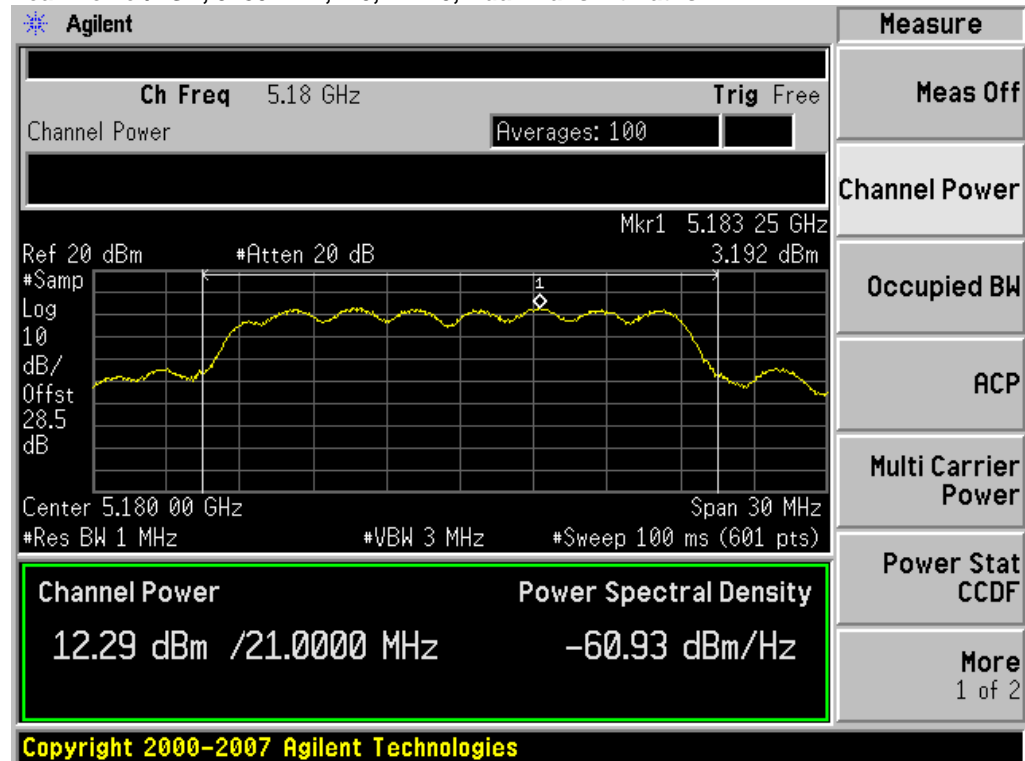 Agilent
Measure
Ch Freq 5.18 GHz Trig Free
Channel Power Averages: 100
Mkr1 5.183 25 GHz
Ref 20 dBm #Atten 20 dB 3.192 dBm
#Samp
Log
10
dB/
Offst
28.5
dB
1
Center 5.180 00 GHz Span 30 MHz
#Res BW 1 MHz #VBW 3 MHz #Sweep 100 ms (601 pts)
Channel Power Power Spectral Density
12.29 dBm /21.0000 MHz -60.93 dBm/Hz
Copyright 2000-2007 Agilent Technologies
Meas Off
Channel Power
Occupied BW
ACP
Multi Carrier
Power
Power Stat
CCDF
More
1 of 2